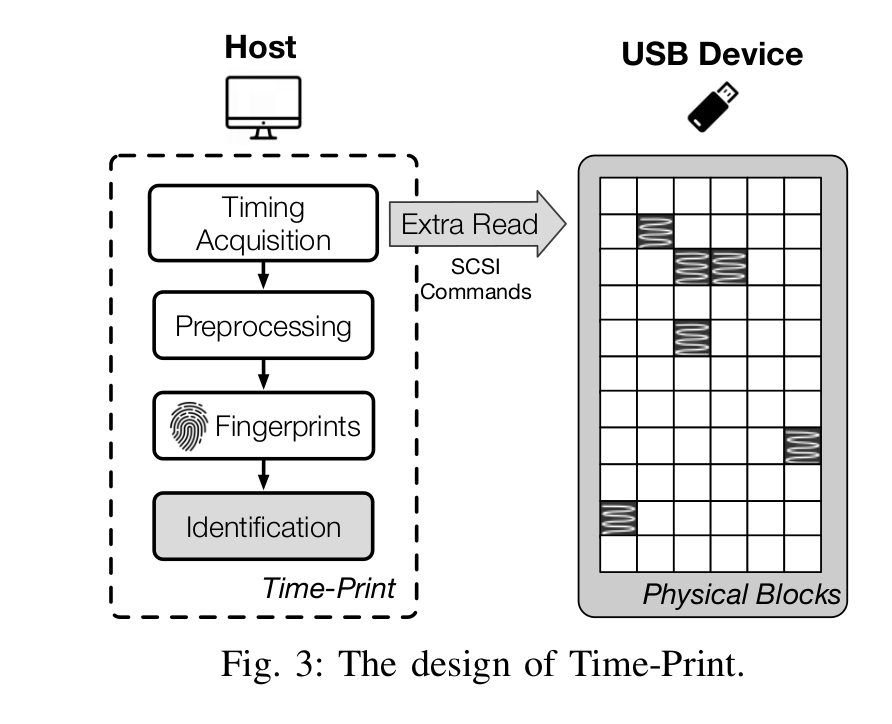 Host
USB Device
Timing
Acquisition
Extra Read
SCSI
Commands
Preprocessing
Fingerprints
Identification
Time-Print
Physical Blocks
Fig. 3: The design of Time-Print.